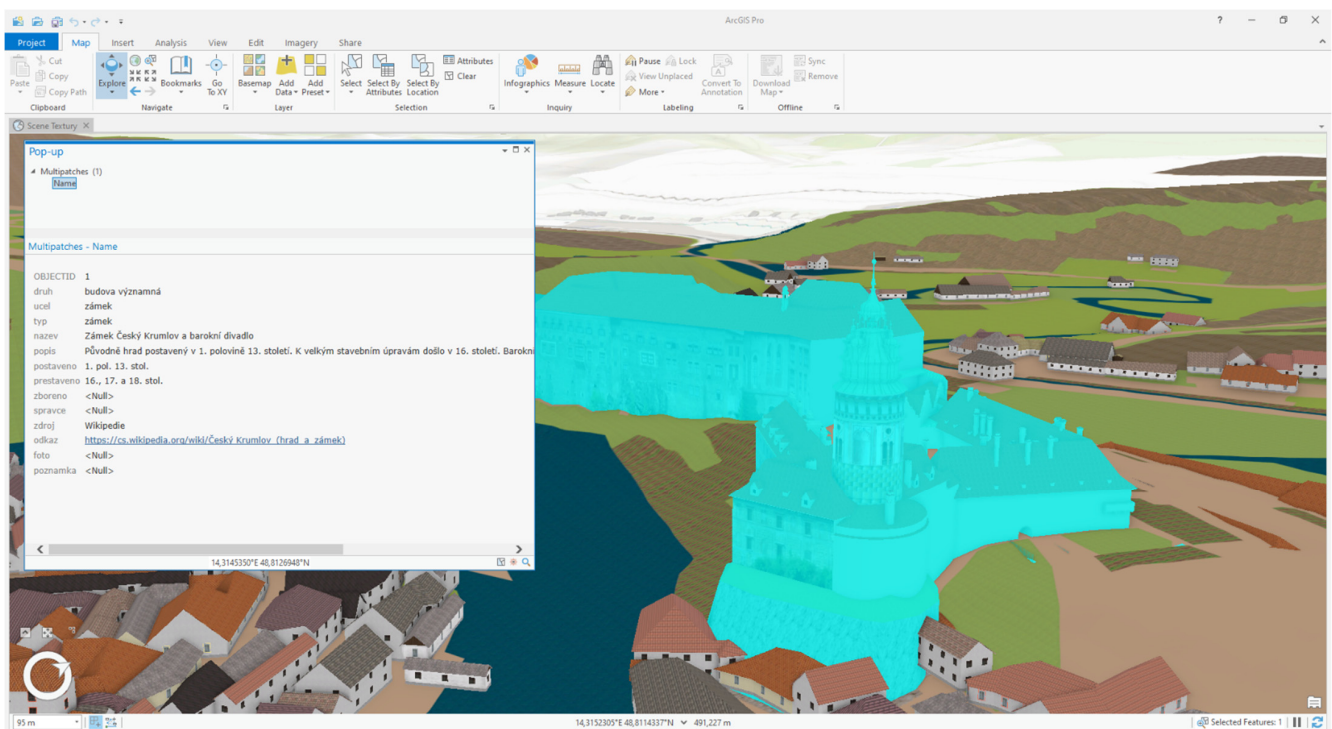 ArcGIS Pro
Project Map Insert Analysis View Edit Imagery Share
Paste Cut Copy Copy Path
Clipboard
Explore Bookmarks Go To XY
Navigate
Basemap Add Data Add Preset
Layer
Select Select By Attributes Select By Location Attributes Clear
Selection
Infographics Measure Locate
Inquiry
Pause Lock View Unplaced More Convert To Annotation
Labeling
Download Map Sync Remove
Offline
Scene Textury
Pop-up
Multipatches (1)
Name
Multipatches - Name
OBJECTID 1
druh budova významná
ucel zámek
typ zámek
nazev Zámek Český Krumlov a barokní divadlo
popis Původně hrad postavený v 1. polovině 13. století. K velkým stavebním úpravám došlo v 16. století. Barokni
postaveno 1. pol. 13. stol.
prestaveno 16., 17. a 18. stol.
zboreno <Null>
spravce <Null>
zdroj Wikipedie
odkaz https://cs.wikipedia.org/wiki/Český_Krumlov_(hrad_a_zámek)
foto <Null>
poznamka <Null>
14,3145350°E 48,8126948°N
95 m
14,3152305°E 48,8114337°N 491,227 m
Selected Features: 1